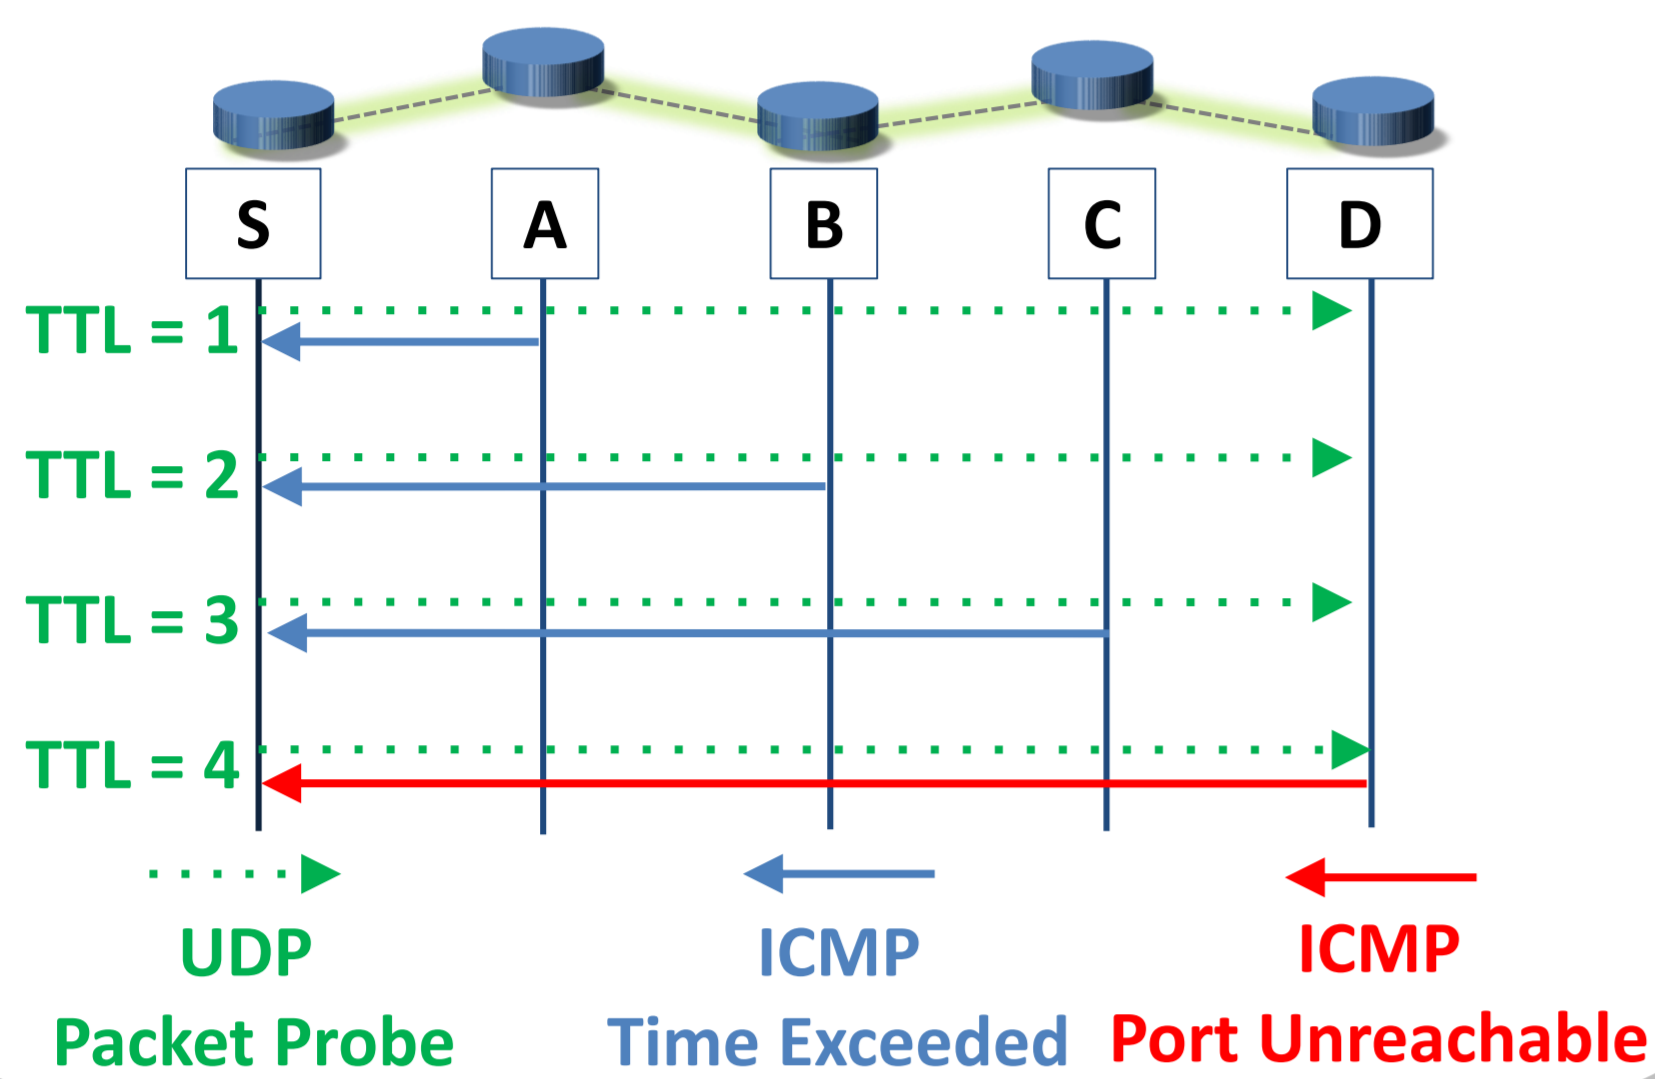 S A B C D
TTL = 1
TTL = 2
TTL = 3
TTL = 4
UDP
Packet Probe
ICMP
Time Exceeded
ICMP
Port Unreachable